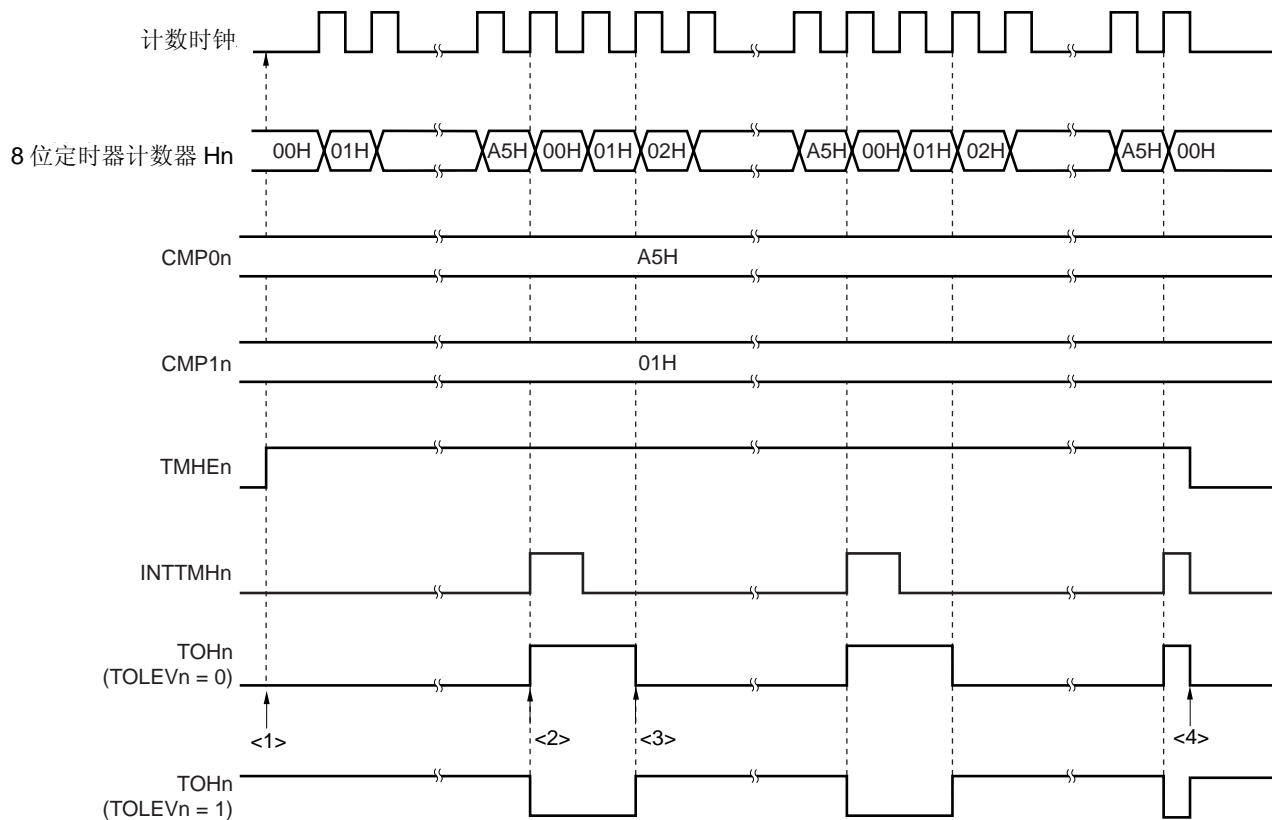 计数时钟
8 位定时器计数器 Hn
00H 01H A5H 00H 01H 02H A5H 00H 01H 02H A5H 00H
CMP0n
A5H
CMP1n
01H
TMHEn
INTTMHn
TOHn
(TOLEVn = 0)
<1> <2> <3> <4>
TOHn
(TOLEVn = 1)